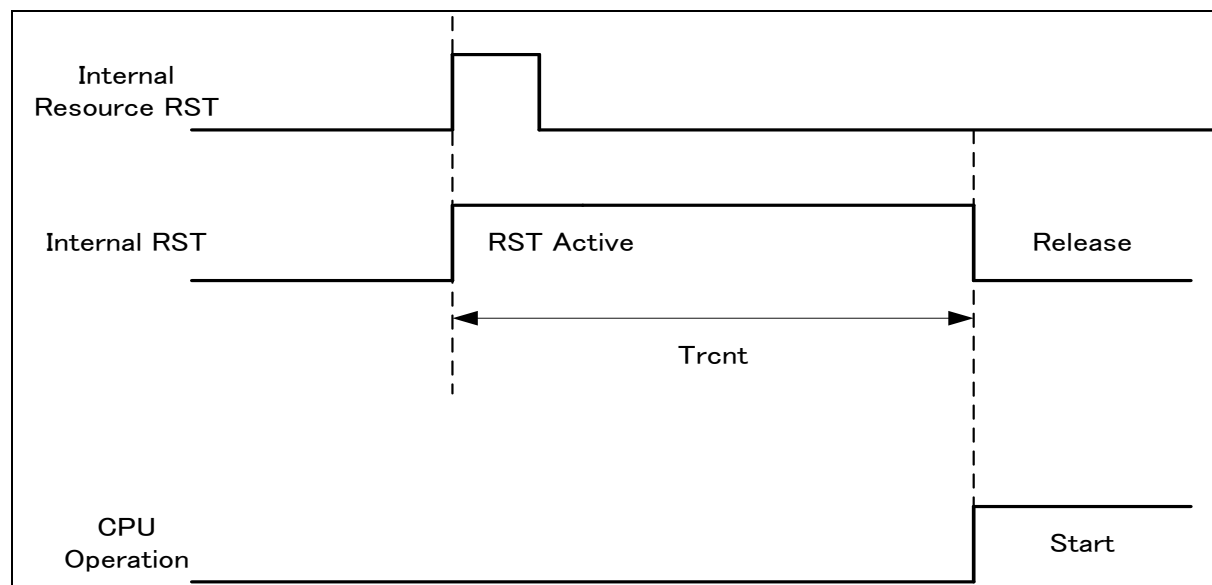 Internal
Resource RST
Internal RST
RST Active
Release
Trcnt
CPU
Operation
Start